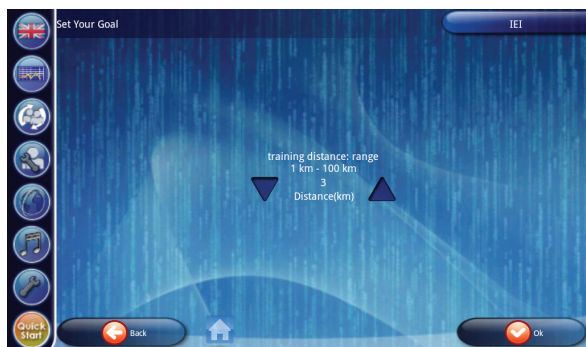 Set Your Goal
IEI
training distance: range
1 km - 100 km
3
Distance(km)
Quick
Start
Back
Ok